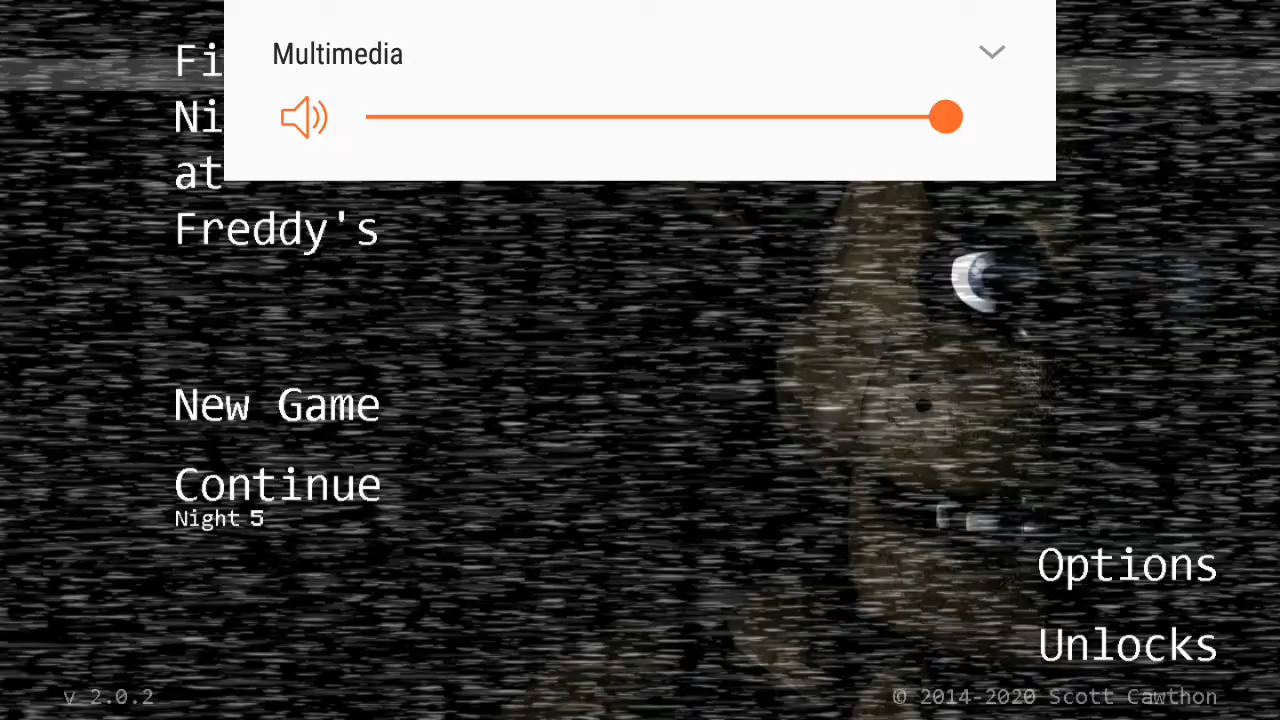 Multimedia
Fi
Ni
at
Freddy's
New Game
Continue
Night 5
Options
Unlocks
v 2.0.2
© 2014-2020 Scott Cawthon